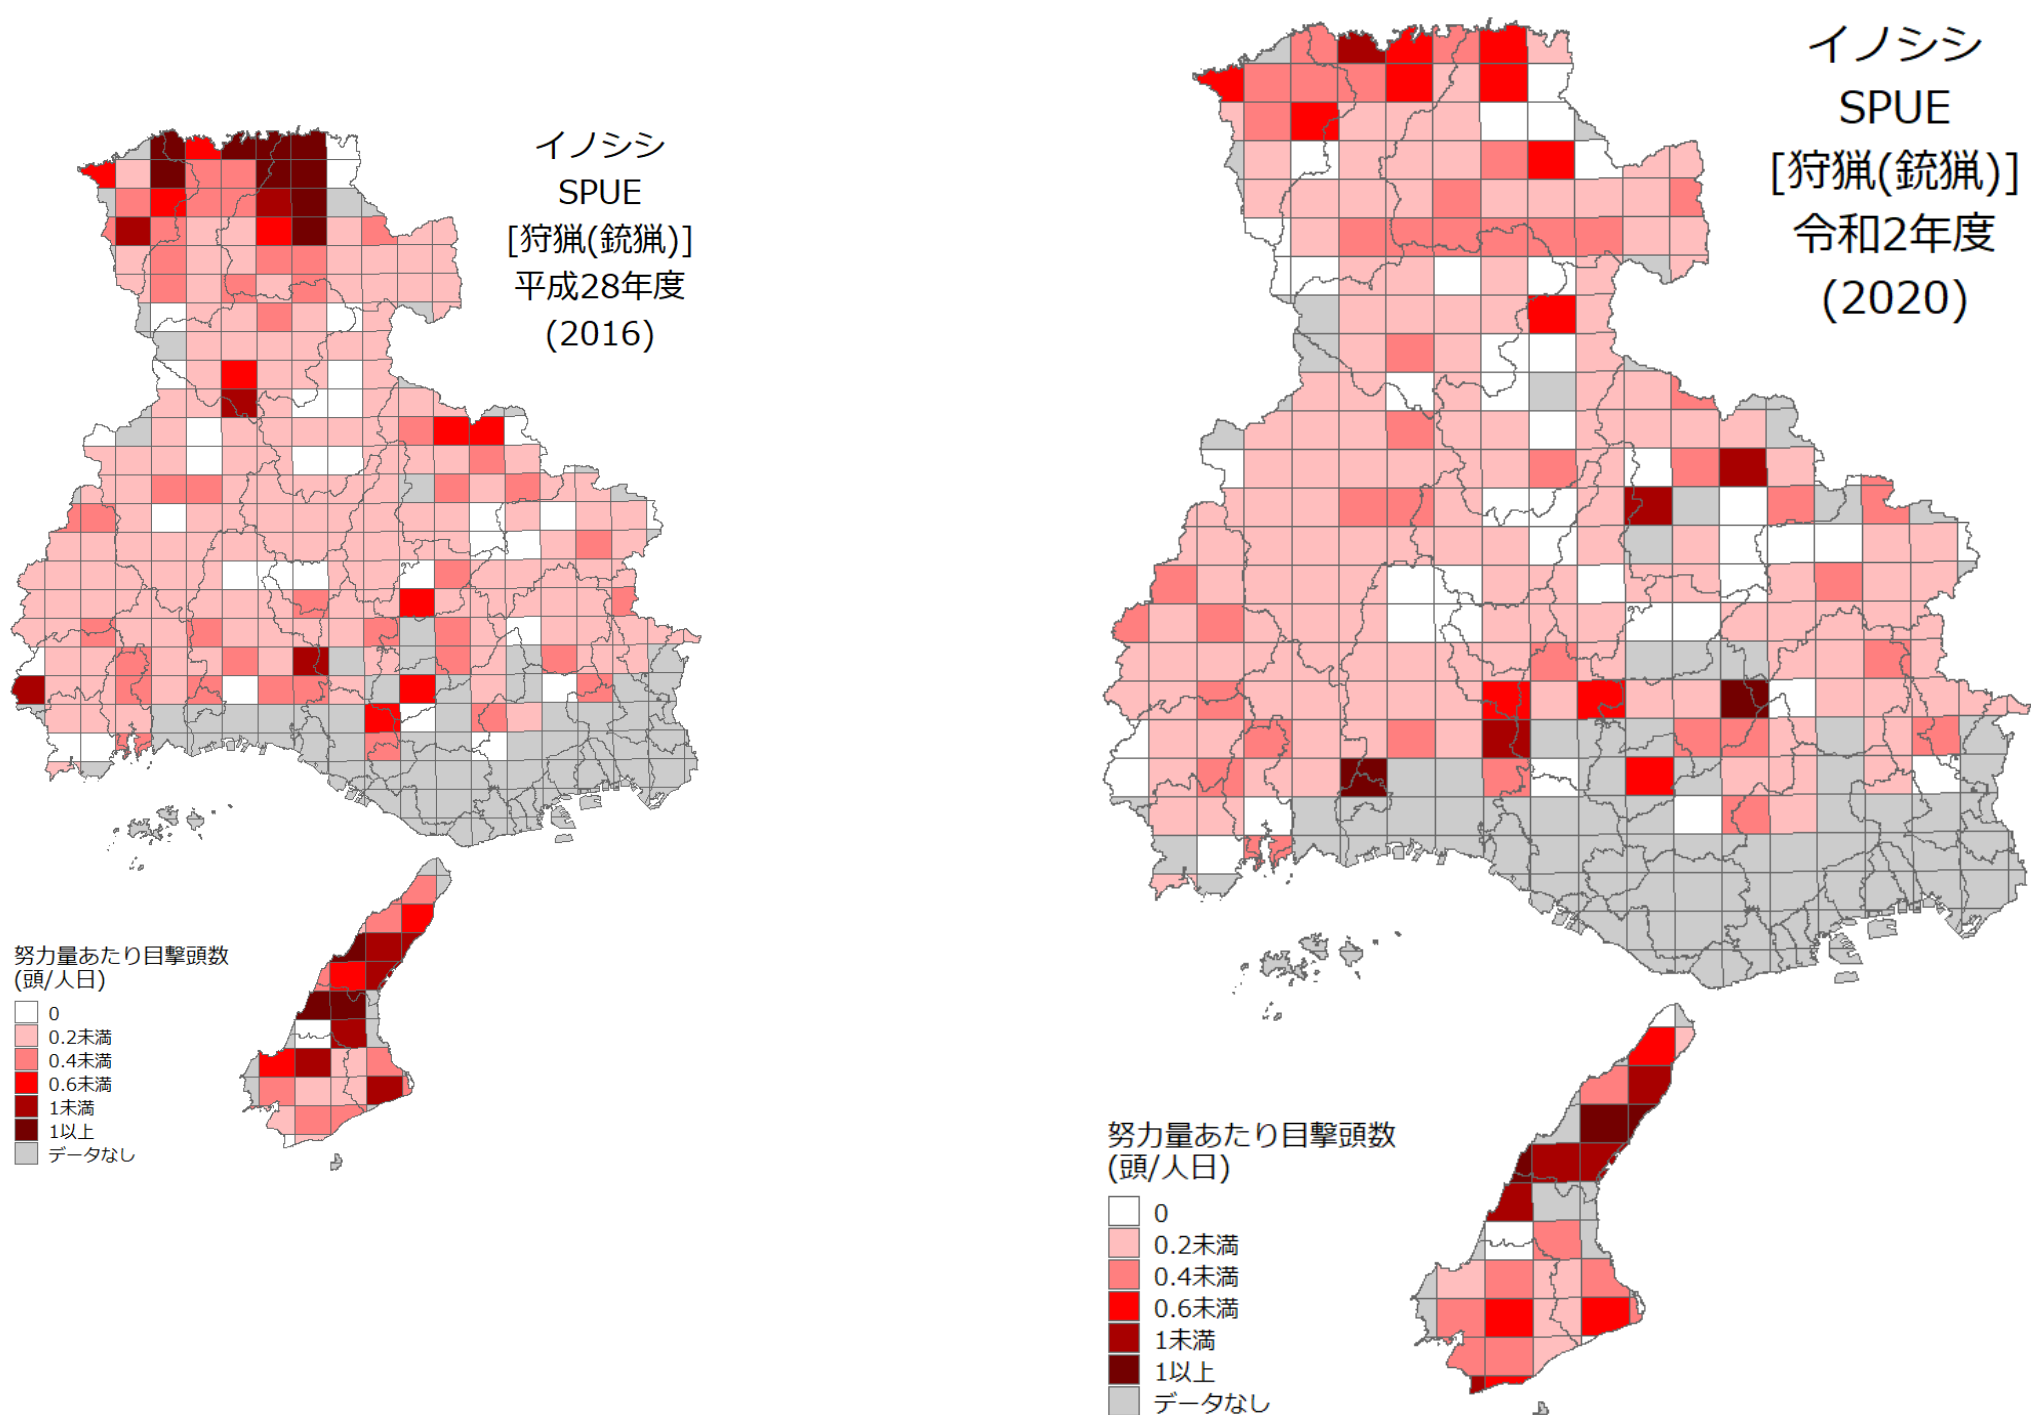 イノシシ
SPUE
[狩猟(銃猟)]
平成28年度
(2016)
努力量あたり目撃頭数
(頭/人日)
0
0.2未満
0.4未満
0.6未満
1未満
1以上
データなし
イノシシ
SPUE
[狩猟(銃猟)]
令和2年度
(2020)
努力量あたり目撃頭数
(頭/人日)
0
0.2未満
0.4未満
0.6未満
1未満
1以上
データなし